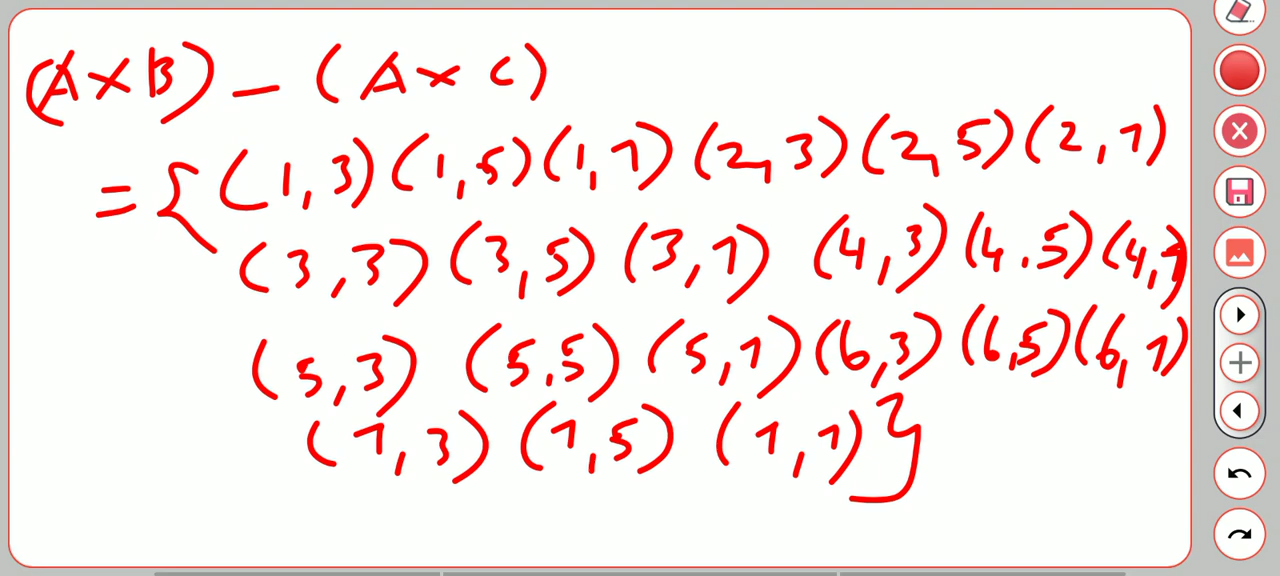 (A×B) – (A×C)
= {(1,3)(1,5)(1,7)(2,3)(2,5)(2,7)
(3,3)(3,5)(3,7)(4,3)(4.5)(4,7)
(5,3)(5,5)(5,7)(6,3)(6,5)(6,7)
(7,3)(7,5)(7,7)}